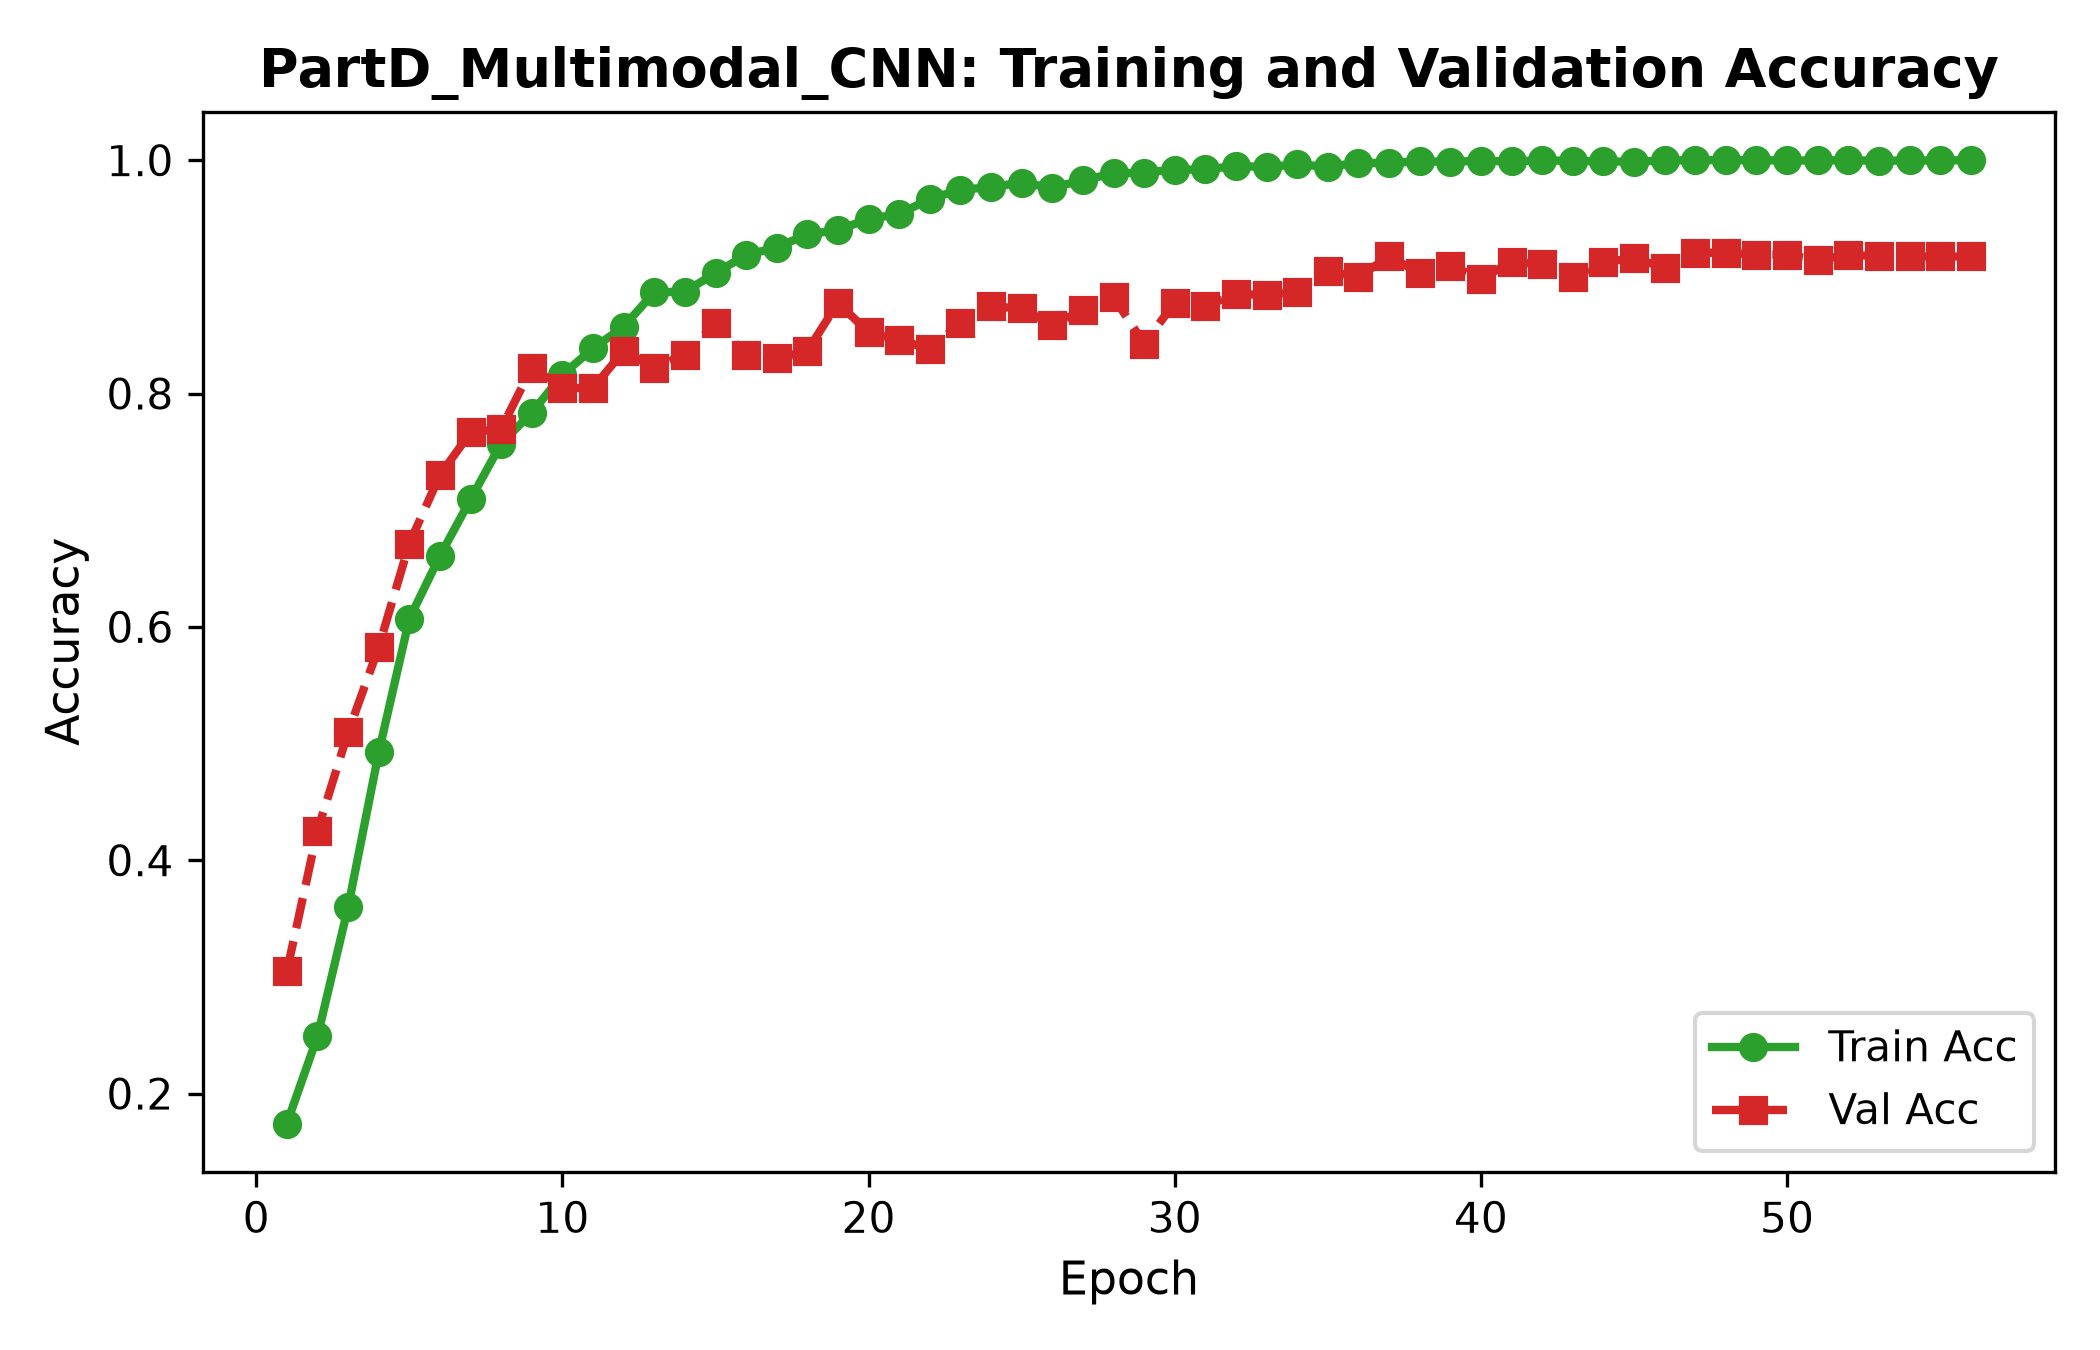 PartD_Multimodal_CNN: Training and Validation Accuracy
1.0
0.8
0.6
0.4
0.2
Accuracy
0 10 20 30 40 50
Epoch
Train Acc
Val Acc